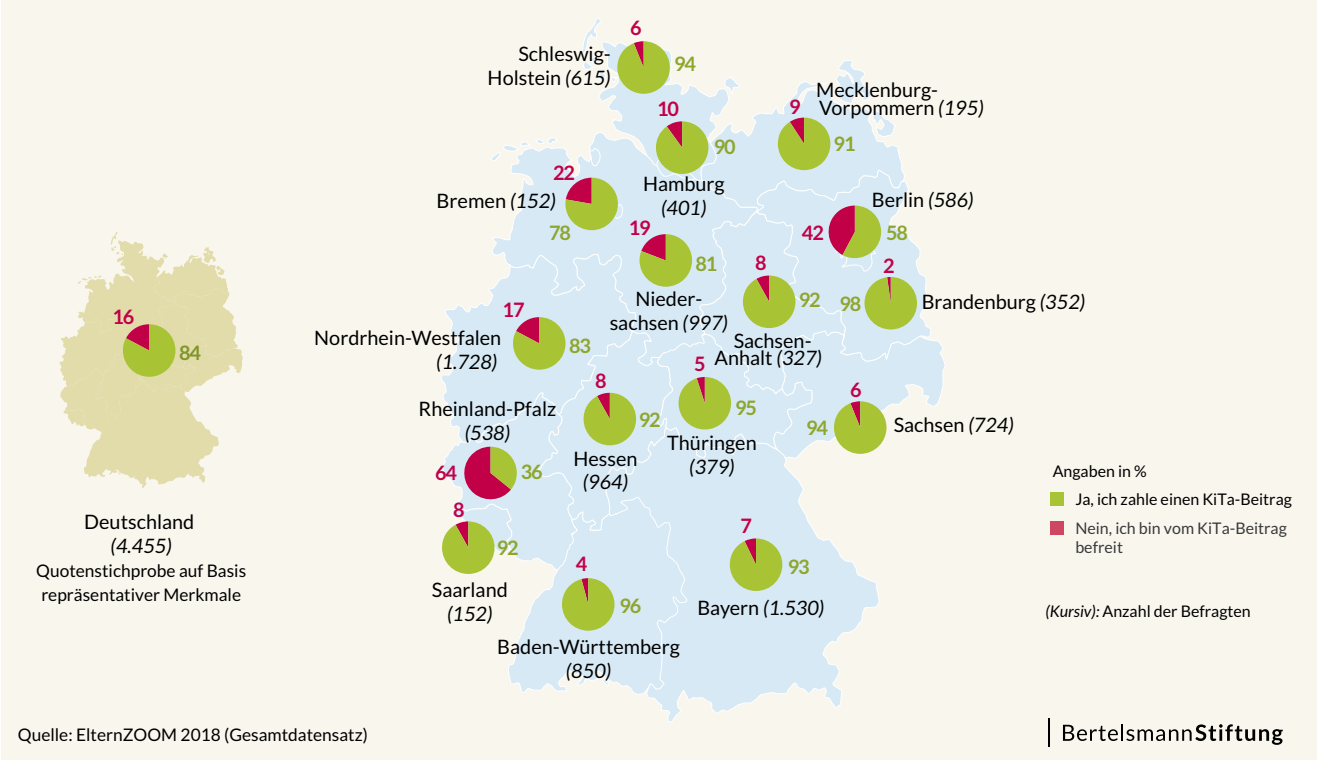 6
Schleswig-
Holstein (615)
94
Mecklenburg-
Vorpommern (195)
10
9
90
91
Hamburg
(401)
22
Bremen (152)
78
Berlin (586)
42
58
19
81
Nieder-
sachsen (997)
8
92
Sachsen-
Anhalt (327)
2
98
Brandenburg (352)
16
84
17
Nordrhein-Westfalen
(1.728)
83
8
92
Hessen
(964)
5
95
Thüringen
(379)
6
94
Sachsen (724)
Rheinland-Pfalz
(538)
64
36
8
92
Saarland
(152)
4
96
Baden-Württemberg
(850)
7
93
Bayern (1.530)
Deutschland
(4.455)
Quotenstichprobe auf Basis
repräsentativer Merkmale
Angaben in %
Ja, ich zahle einen KiTa-Beitrag
Nein, ich bin vom KiTa-Beitrag
befreit
(Kursiv): Anzahl der Befragten
Quelle: ElternZOOM 2018 (Gesamtdatensatz)
BertelsmannStiftung